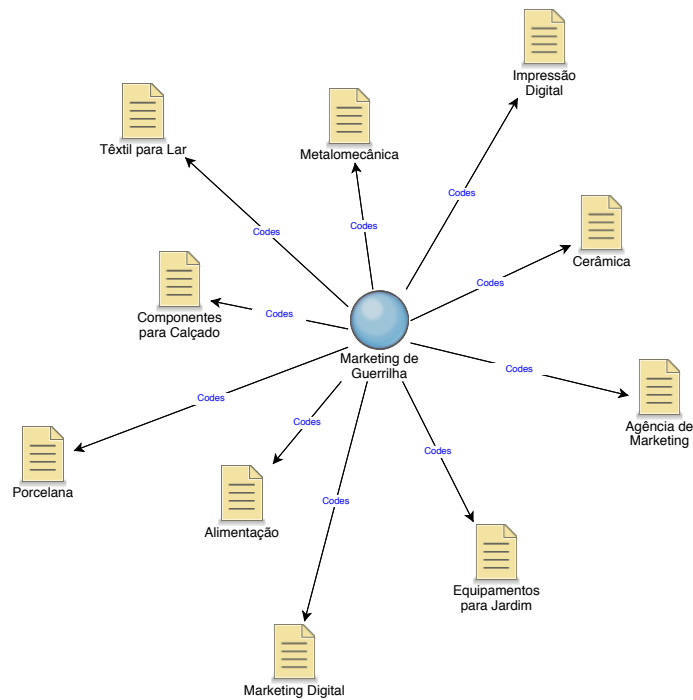 Impressão
Digital
Têxtil para Lar
Metalomecânica
Codes
Codes
Codes
Cerâmica
Codes
Componentes
para Calçado
Codes
Marketing de
Guerrilha
Codes
Agência de
Marketing
Codes
Porcelana
Codes
Alimentação
Codes
Codes
Equipamentos
para Jardim
Marketing Digital